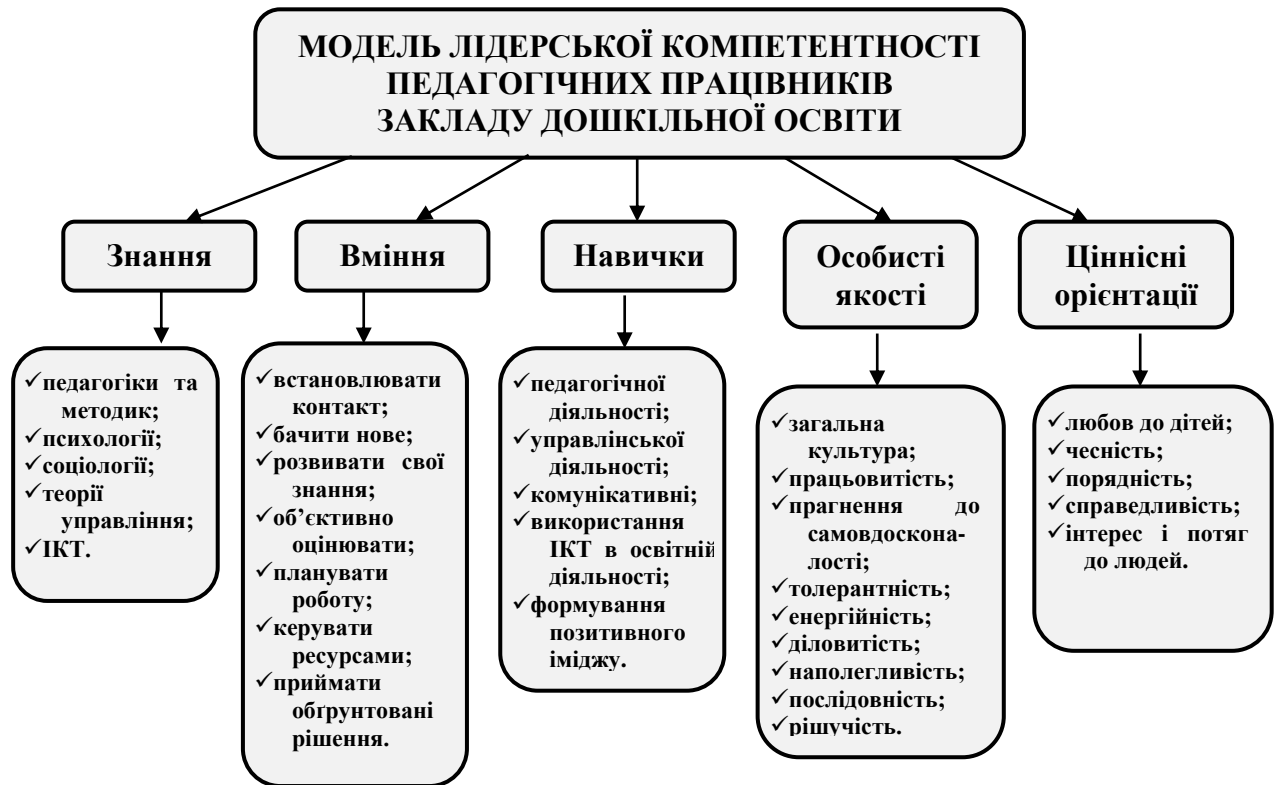 МОДЕЛЬ ЛІДЕРСЬКОЇ КОМПЕТЕНТНОСТІ
ПЕДАГОГІЧНИХ ПРАЦІВНИКІВ
ЗАКЛАДУ ДОШКІЛЬНОЇ ОСВІТИ
Знання
✓педагогіки та
методик;
✓психології;
✓соціології;
✓теорії
управління;
✓ІКТ.
Вміння
✓встановлювати
контакт;
✓бачити нове;
✓розвивати свої
знання;
✓об’єктивно
оцінювати;
✓планувати
роботу;
✓керувати
ресурсами;
✓приймати
обґрунтовані
рішення.
Навички
✓педагогічної
діяльності;
✓управлінської
діяльності;
✓комунікативні;
✓використання
ІКТ в освітній
діяльності;
✓формування
позитивного
іміджу.
Особисті
якості
✓загальна
культура;
✓працьовитість;
✓прагнення до
самовдоскона-
лості;
✓толерантність;
✓енергійність;
✓діловитість;
✓наполегливість;
✓послідовність;
✓рішучість.
Ціннісні
орієнтації
✓любов до дітей;
✓чесність;
✓порядність;
✓справедливість;
✓інтерес і потяг
до людей.